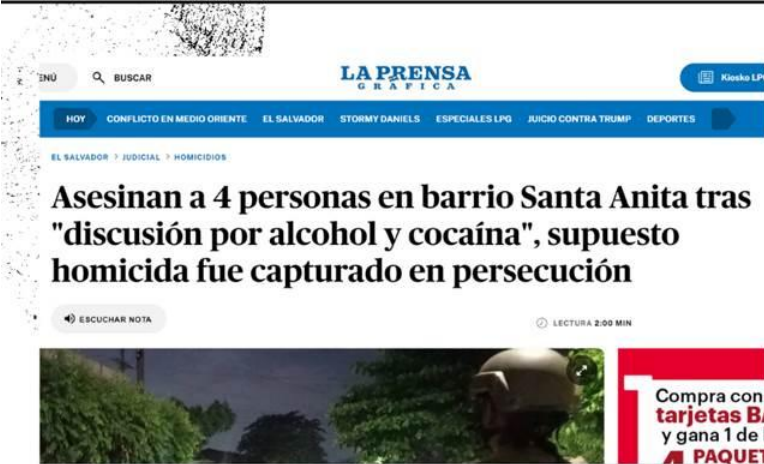 ENÚ
BUSCAR
LA PRENSA
GRÁFICA
Kiosko LP
HOY CONFLICTO EN MEDIO ORIENTE EL SALVADOR STORMY DANIELS ESPECIALES LPG JUICIO CONTRA TRUMP DEPORTES
EL SALVADOR > JUDICIAL > HOMICIDIOS
Asesinan a 4 personas en barrio Santa Anita tras
"discusión por alcohol y cocaína", supuesto
homicida fue capturado en persecución
ESCUCHAR NOTA
LECTURA 2:00 MIN
Compra con
tarjetas BA
y gana 1 de
4 PAQUET